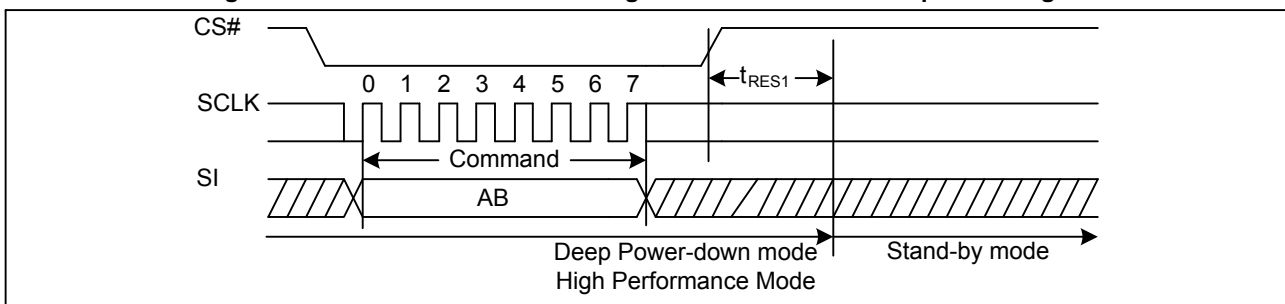 CS#
tRES1
0 1 2 3 4 5 6 7
SCLK
Command
SI
AB
Deep Power-down mode Stand-by mode
High Performance Mode